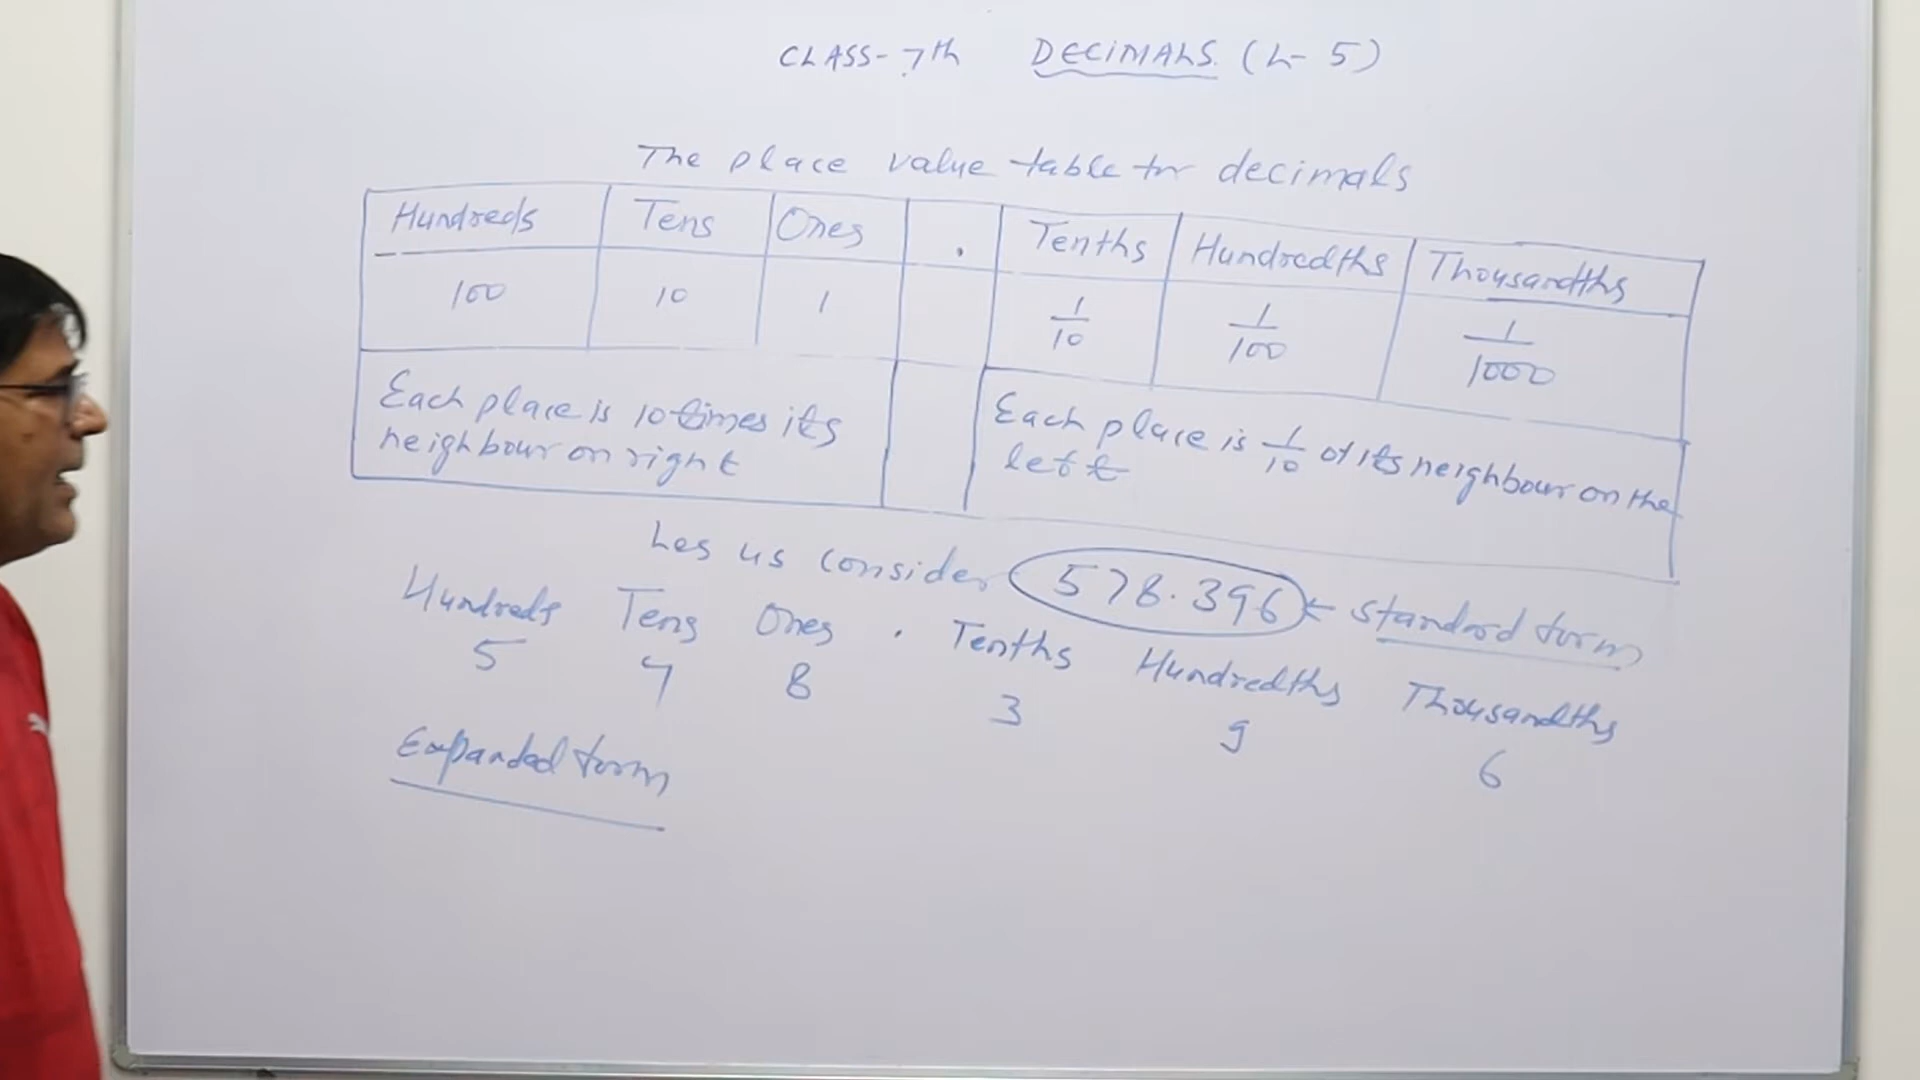 CLASS-7th DECIMALS. (L-5)
The place value table for decimals
Hundreds Tens Ones . Tenths Hundredths Thousandths
100 10 1 1/10 1/100 1/1000
Each place is 10 times its
neighbour on right
Each place is 1/10 of its neighbour on the
left
Les us consider 578.396 ← standard form
Hundreds Tens Ones . Tenths Hundredths Thousandths
5 7 8 3 9 6
Expanded form